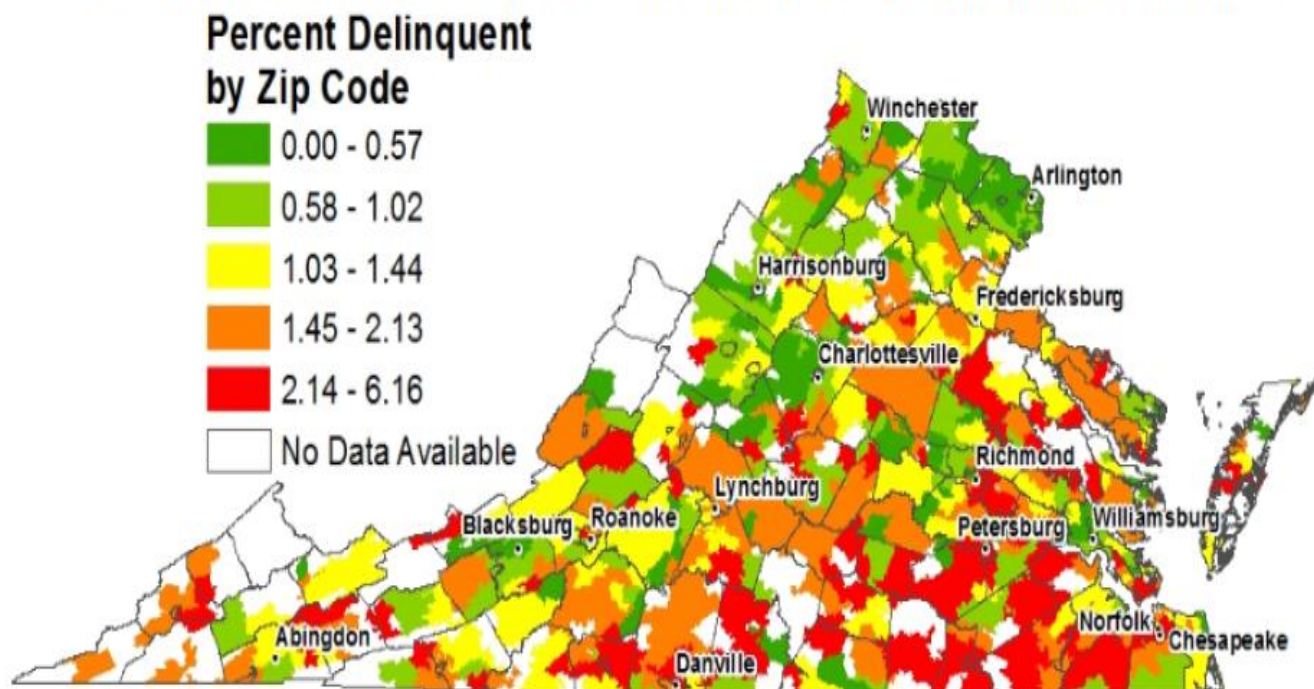 Percent Delinquent
by Zip Code
0.00 - 0.57
0.58 - 1.02
1.03 - 1.44
1.45 - 2.13
2.14 - 6.16
No Data Available
Winchester
Arlington
Harrisonburg
Fredericksburg
Charlottesville
Richmond
Lynchburg
Blacksburg
Roanoke
Petersburg
Williamsburg
Norfolk
Chesapeake
Abingdon
Danville